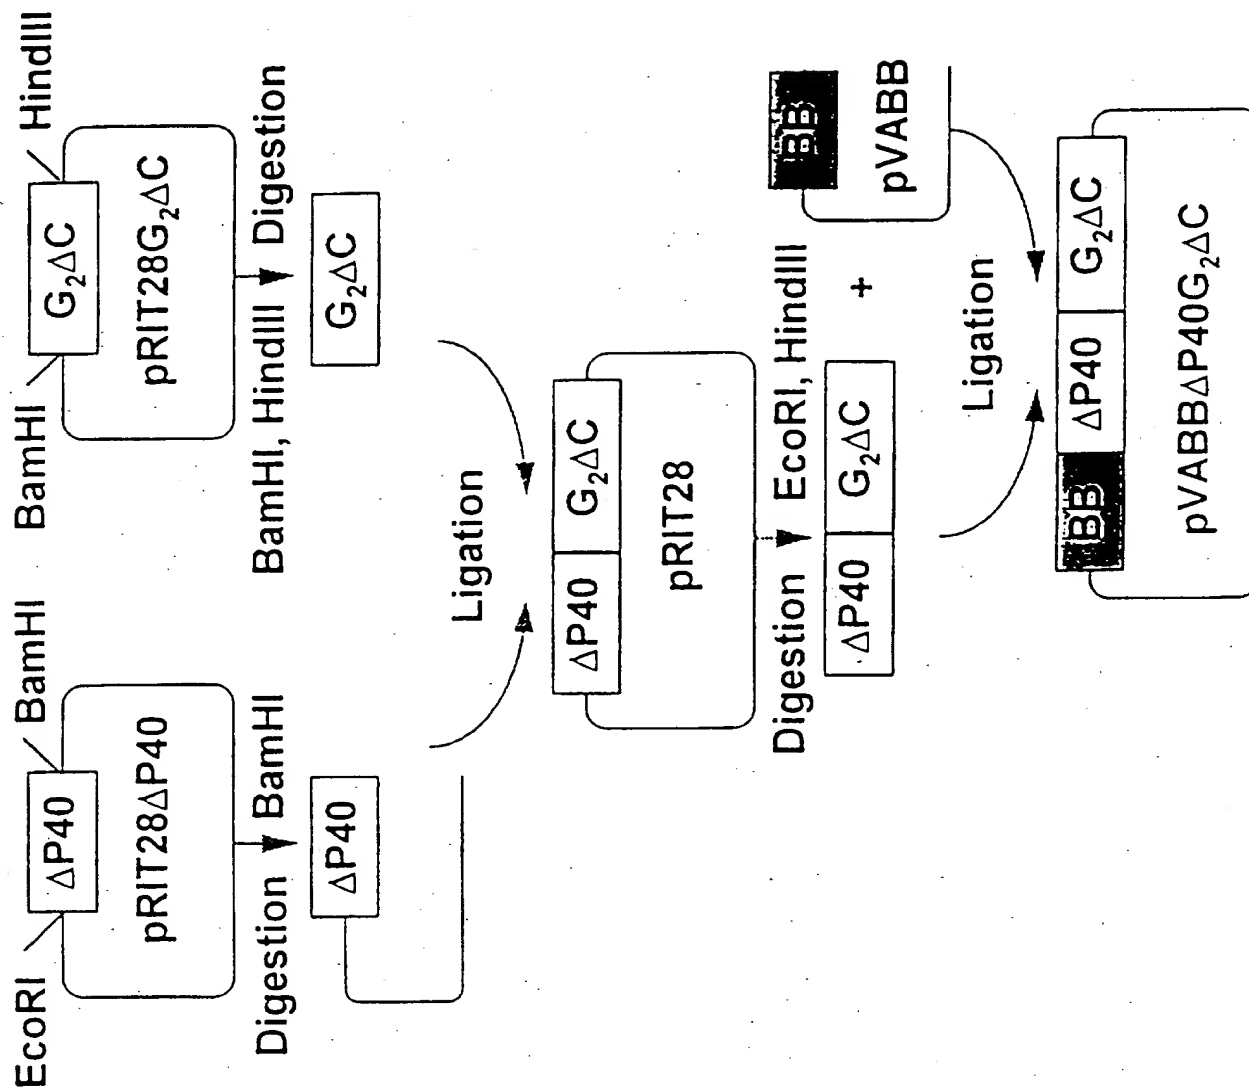 EcoRI
BamHI
ΔP40
pRIT28ΔP40
Digestion BamHI
ΔP40
BamHI
HindIII
G₂ΔC
pRIT28G₂ΔC
BamHI, HindIII Digestion
G₂ΔC
Ligation
ΔP40 G₂ΔC
pRIT28
Digestion EcoRI, HindIII
ΔP40 G₂ΔC
+
BB
pVABB
Ligation
BB ΔP40 G₂ΔC
pVABBΔP40G₂ΔC